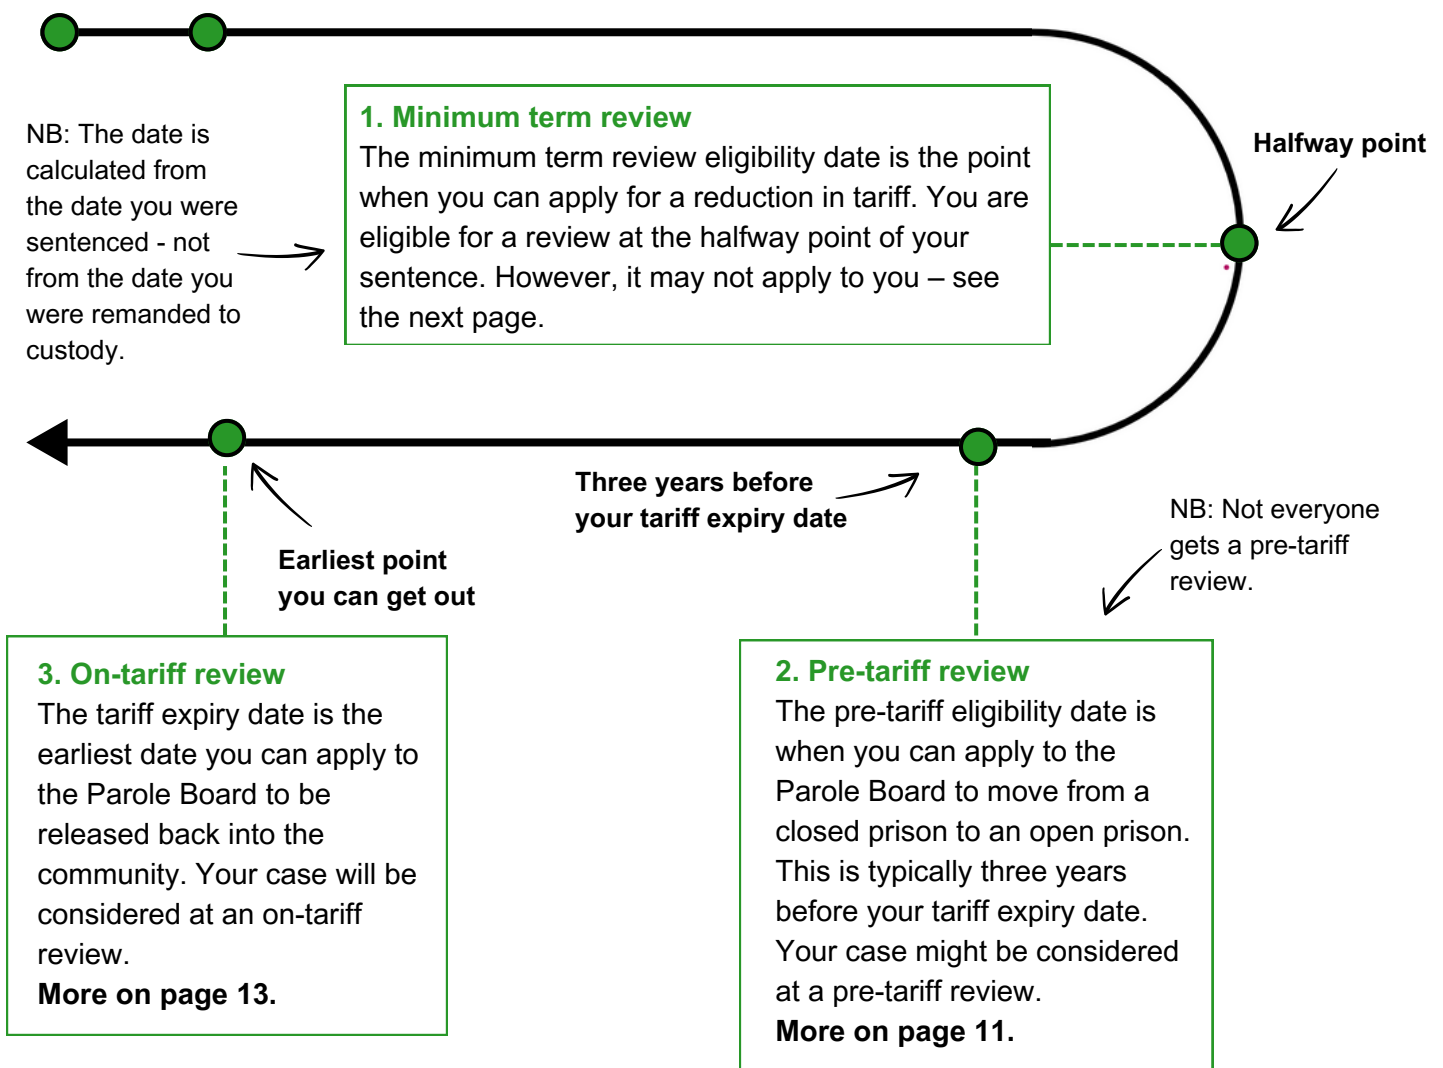 NB: The date is
calculated from
the date you were
sentenced - not
from the date you
were remanded to
custody.
1. Minimum term review
The minimum term review eligibility date is the point
when you can apply for a reduction in tariff. You are
eligible for a review at the halfway point of your
sentence. However, it may not apply to you – see
the next page.
Halfway point
Three years before
your tariff expiry date
NB: Not everyone
gets a pre-tariff
review.
Earliest point
you can get out
2. Pre-tariff review
The pre-tariff eligibility date is
when you can apply to the
Parole Board to move from a
closed prison to an open prison.
This is typically three years
before your tariff expiry date.
Your case might be considered
at a pre-tariff review.
More on page 11.
3. On-tariff review
The tariff expiry date is the
earliest date you can apply to
the Parole Board to be
released back into the
community. Your case will be
considered at an on-tariff
review.
More on page 13.